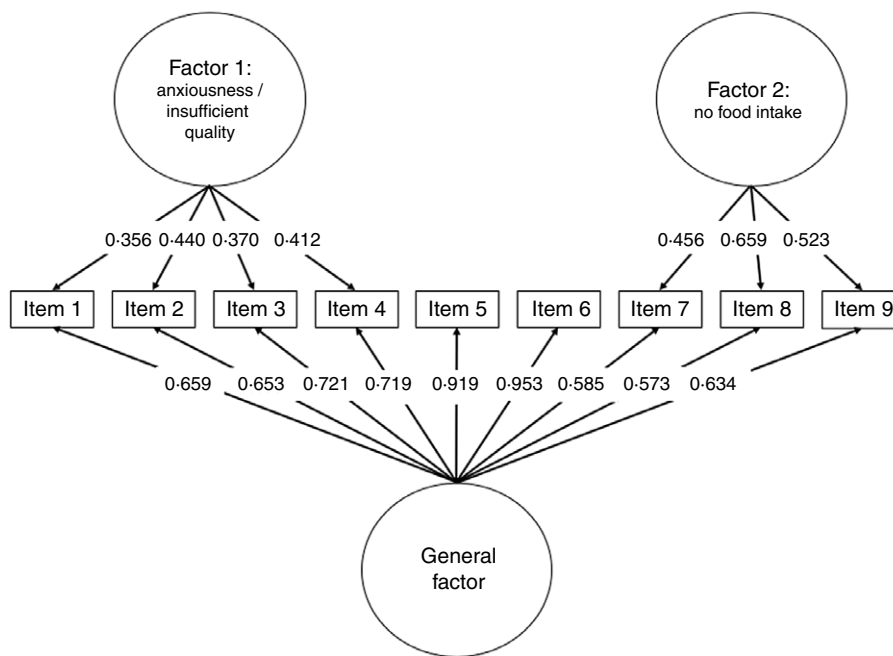 Factor 1:
anxiousness /
insufficient
quality
Factor 2:
no food intake
0·356 0·440 0·370 0·412 0·456 0·659 0·523
Item 1 Item 2 Item 3 Item 4 Item 5 Item 6 Item 7 Item 8 Item 9
0·659 0·653 0·721 0·719 0·919 0·953 0·585 0·573 0·634
General
factor